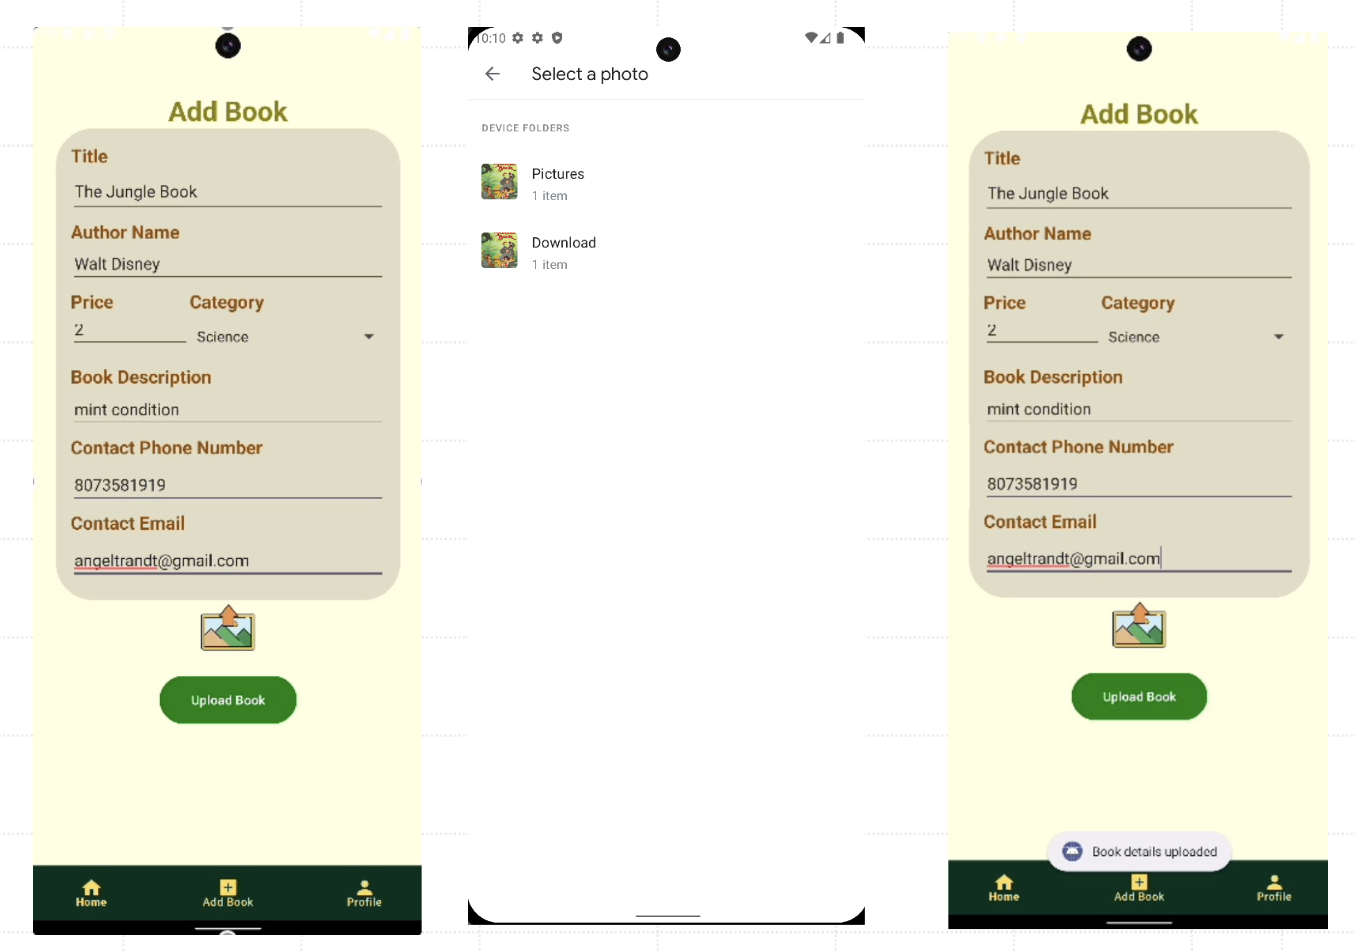 Add Book
Title
The Jungle Book
Author Name
Walt Disney
Price Category
2 Science
Book Description
mint condition
Contact Phone Number
8073581919
Contact Email
angeltrandt@gmail.com
Upload Book
Home Add Book Profile
10:10
Select a photo
DEVICE FOLDERS
Pictures
1 item
Download
1 item
Add Book
Title
The Jungle Book
Author Name
Walt Disney
Price Category
2 Science
Book Description
mint condition
Contact Phone Number
8073581919
Contact Email
angeltrandt@gmail.com
Upload Book
Book details uploaded
Home Add Book Profile